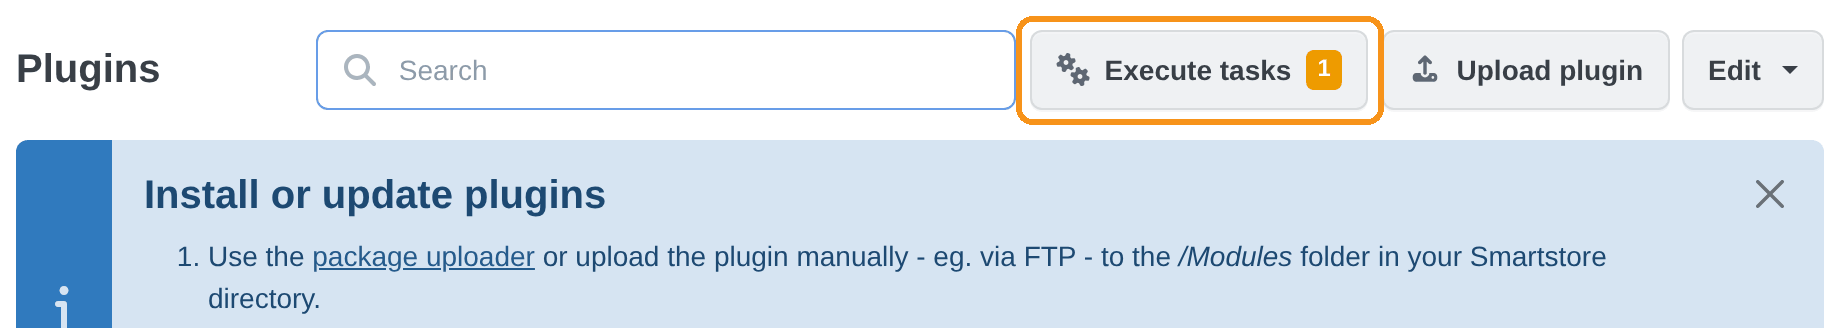 Plugins
Search
Execute tasks 1
Upload plugin
Edit
Install or update plugins
1. Use the package uploader or upload the plugin manually - eg. via FTP - to the /Modules folder in your Smartstore
directory.